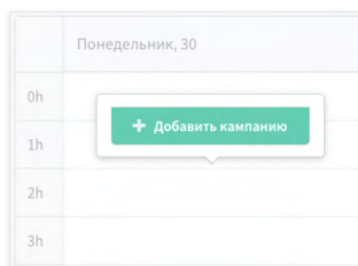 Понедельник, 30
0h
+ Добавить кампанию
1h
2h
3h